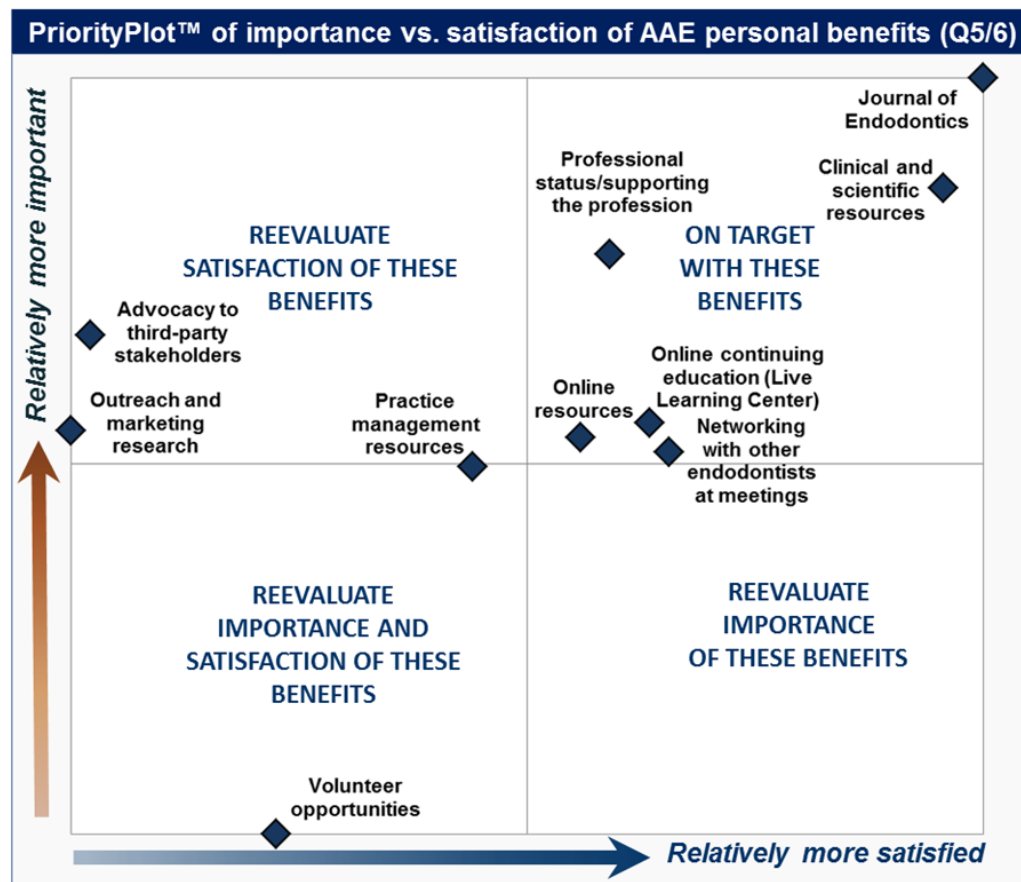 PriorityPlot™ of importance vs. satisfaction of AAE personal benefits (Q5/6)
Relatively more important
Journal of
Endodontics
Professional
status/supporting
the profession
Clinical and
scientific
resources
REEVALUATE
SATISFACTION OF THESE
BENEFITS
ON TARGET
WITH THESE
BENEFITS
Advocacy to
third-party
stakeholders
Outreach and
marketing
research
Practice
management
resources
Online
resources
Online continuing
education (Live
Learning Center)
Networking
with other
endodontists
at meetings
REEVALUATE
IMPORTANCE AND
SATISFACTION OF THESE
BENEFITS
REEVALUATE
IMPORTANCE
OF THESE BENEFITS
Volunteer
opportunities
Relatively more satisfied